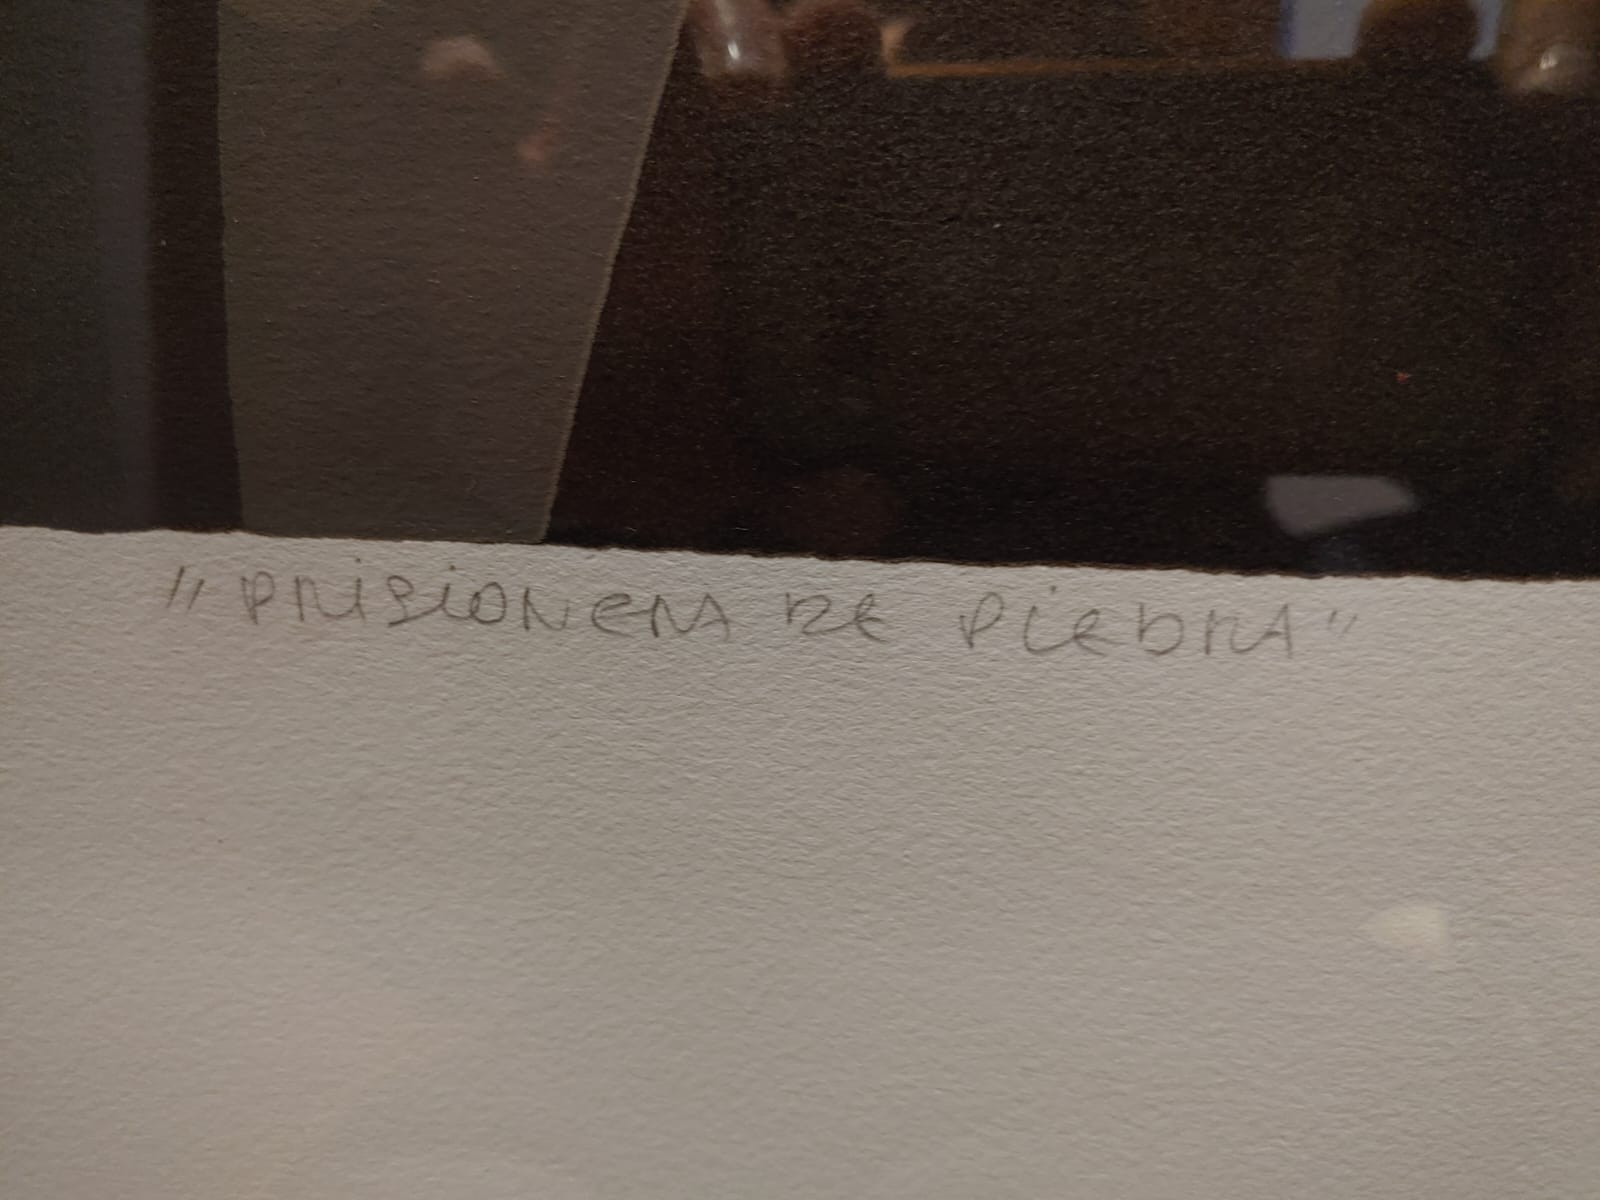 "PRISIONERA DE PIEDRA"